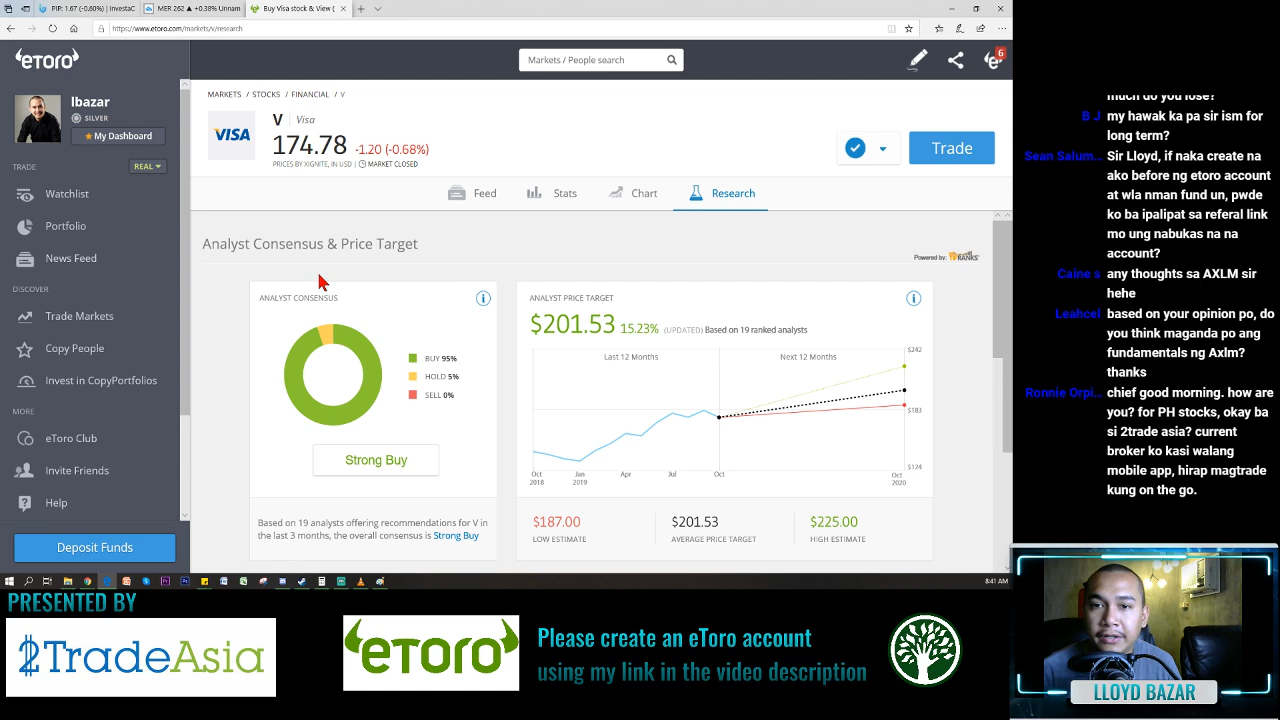 PIP: 1.67 (-0.60%) | InvestaC
MER 262 ▲ +0.38% Unnam
Buy Visa stock & View (
https://www.etoro.com/markets/v/research
eTORO
Markets / People search
6
lbazar
SILVER
My Dashboard
TRADE
REAL
Watchlist
Portfolio
News Feed
DISCOVER
Trade Markets
Copy People
Invest in CopyPortfolios
MORE
eToro Club
Invite Friends
Help
Deposit Funds
MARKETS / STOCKS / FINANCIAL / V
VISA
V Visa
174.78 -1.20 (-0.68%)
PRICES BY XIGNITE, IN USD | MARKET CLOSED
Trade
Feed
Stats
Chart
Research
Analyst Consensus & Price Target
Powered by:
RANKS
ANALYST CONSENSUS
BUY 95%
HOLD 5%
SELL 0%
Strong Buy
Based on 19 analysts offering recommendations for V in
the last 3 months, the overall consensus is Strong Buy
ANALYST PRICE TARGET
$201.53 15.23% (UPDATED) Based on 19 ranked analysts
Last 12 Months
Next 12 Months
$242
$183
$124
Oct
2018
Jan
2019
Apr
Jul
Oct
Oct
2020
$187.00
LOW ESTIMATE
$201.53
AVERAGE PRICE TARGET
$225.00
HIGH ESTIMATE
8:41 AM
much do you lose?
B J my hawak ka pa sir ism for
long term?
Sean Salum... Sir Lloyd, if naka create na
ako before ng etoro account
at wla nman fund un, pwde
ko ba ipalipat sa referal link
mo ung nabukas na na
account?
Caine s any thoughts sa AXLM sir
hehe
Leahcel based on your opinion po, do
you think maganda po ang
fundamentals ng Axlm?
thanks
Ronnie Orpi... chief good morning. how are
you? for PH stocks, okay ba
si 2trade asia? current
broker ko kasi walang
mobile app, hirap magtrade
kung on the go.
PRESENTED BY
2TradeAsia
eTORO
Please create an eToro account
using my link in the video description
LLOYD BAZAR